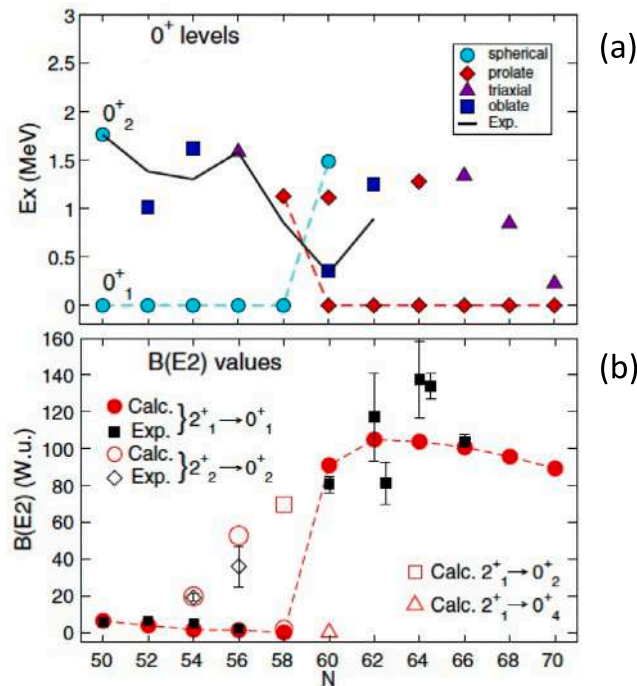 (a)
0⁺ levels
spherical
prolate
triaxial
oblate
Exp.
0⁺₂
0⁺₁
Ex (MeV)
3
2.5
2
1.5
1
0.5
0
(b)
B(E2) values
Calc. } 2⁺₁→0⁺₁
Exp.
Calc. } 2⁺₂→0⁺₂
Exp.
Calc. 2⁺₁→0⁺₂
Calc. 2⁺₁→0⁺₄
B(E2) (W.u.)
160
140
120
100
80
60
40
20
0
50 52 54 56 58 60 62 64 66 68 70
N